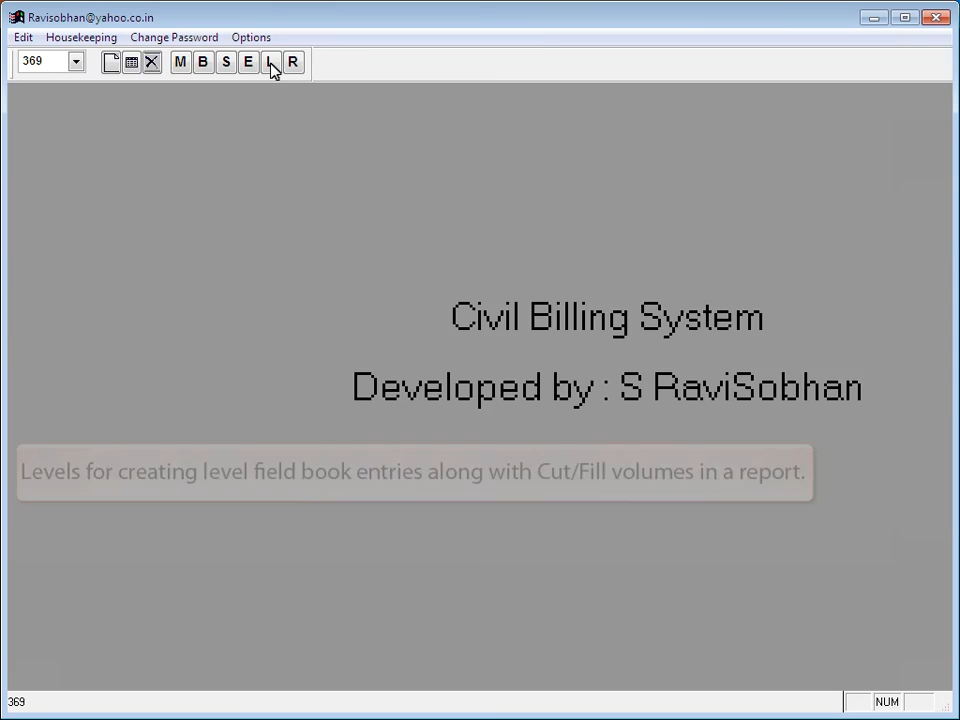 Ravisobhan@yahoo.co.in
Edit Housekeeping Change Password Options
369 M B S E L R
Civil Billing System
Developed by : S RaviSobhan
Levels for creating level field book entries along with Cut/Fill volumes in a report.
369 NUM